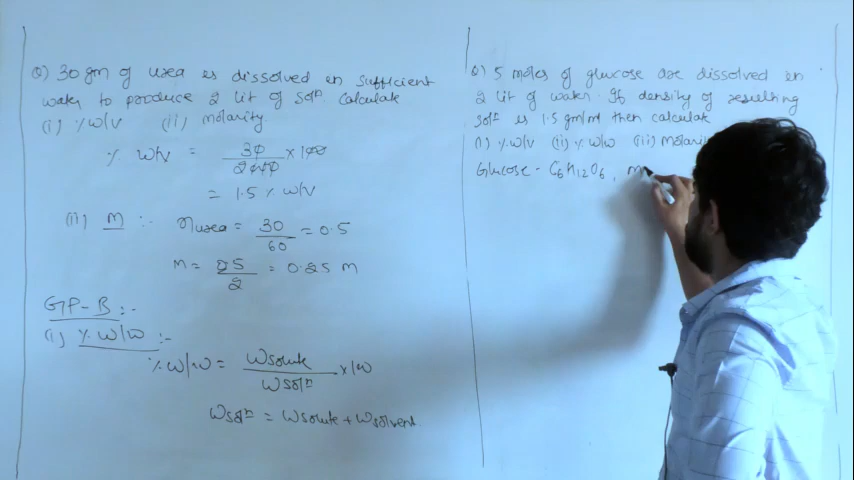 Q) 30 gm of urea is dissolved in sufficient
water to produce 2 lit of solⁿ. Calculate
(i) % w/v (ii) Molarity.
% w/v = 30/2000 × 100
= 1.5 % w/v
(ii) M :- nurea = 30/60 = 0.5
M = 0.5/2 = 0.25 M
GP-B :-
(i) % w/w :-
% w/w = Wsolute/Wsolⁿ × 100
Wsolⁿ = Wsolute + Wsolvent.
Q) 5 moles of glucose are dissolved in
2 lit of water. If density of resulting
solⁿ is 1.5 gm/ml then calculate
(i) % w/v (ii) % w/w (iii) Molarity
Glucose - C₆H₁₂O₆, m